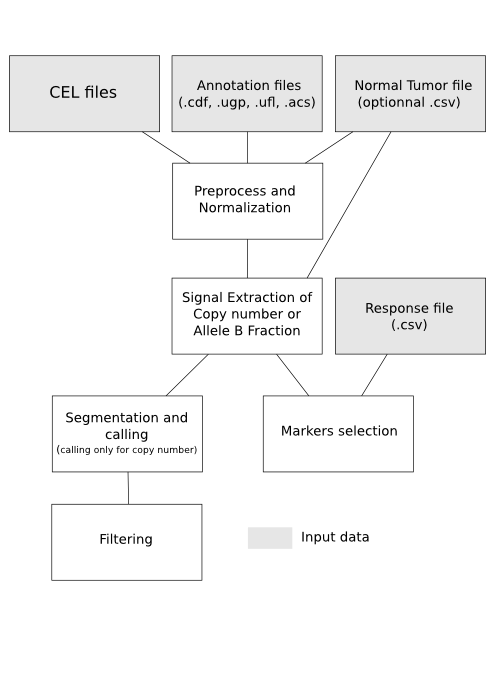 CEL files
Annotation files
(.cdf, .ugp, .ufl, .acs)
Normal Tumor file
(optionnal .csv)
Preprocess and
Normalization
Signal Extraction of
Copy number or
Allele B Fraction
Response file
(.csv)
Segmentation and
calling
(calling only for copy number)
Markers selection
Filtering
Input data